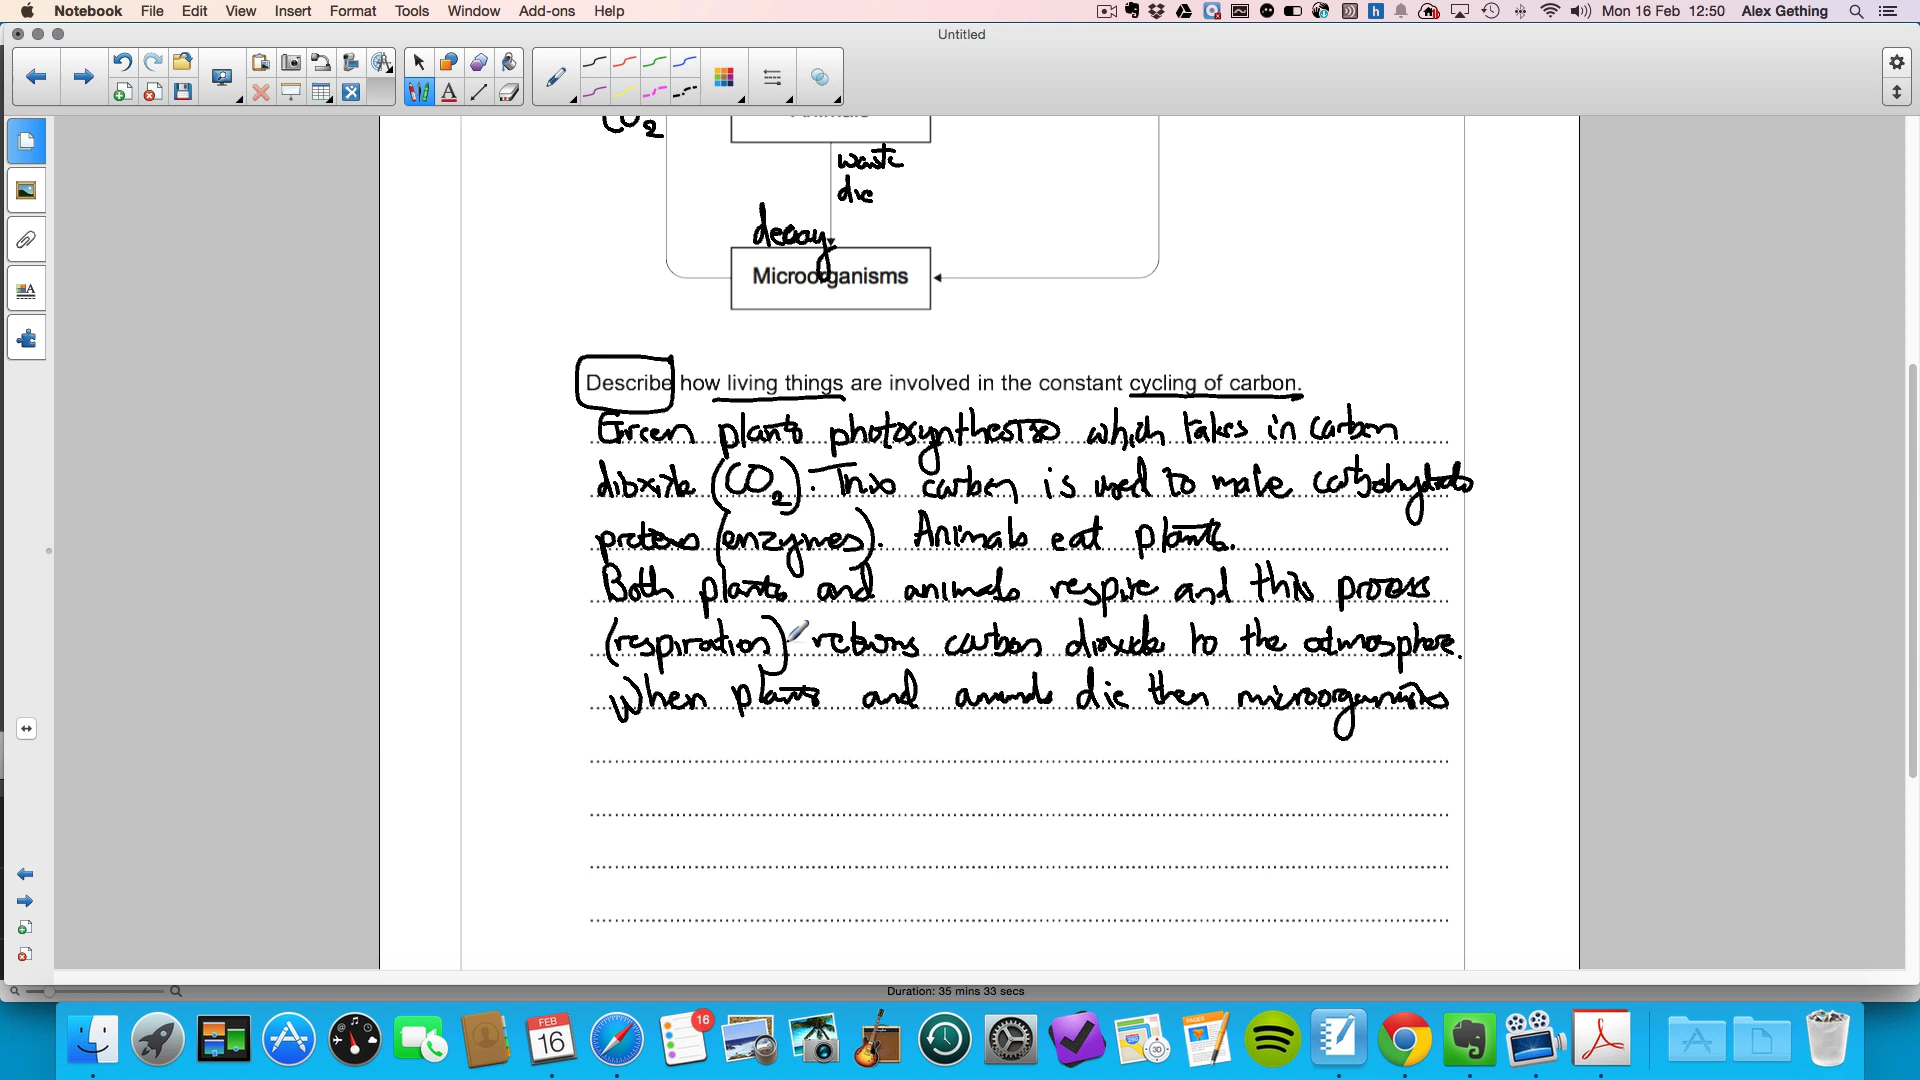 Notebook File Edit View Insert Format Tools Window Add-ons Help Mon 16 Feb 12:50 Alex Gething
Untitled
CO2
waste
die
decay
Microorganisms
Describe how living things are involved in the constant cycling of carbon.
Green plants photosynthesise which takes in carbon
dioxide (CO2). This carbon is used to make carbohydrates
proteins (enzymes). Animals eat plants.
Both plants and animals respire and this process
(respiration) returns carbon dioxide to the atmosphere.
When plants and animals die then microorganisms
Duration: 35 mins 33 secs
FEB
16
16